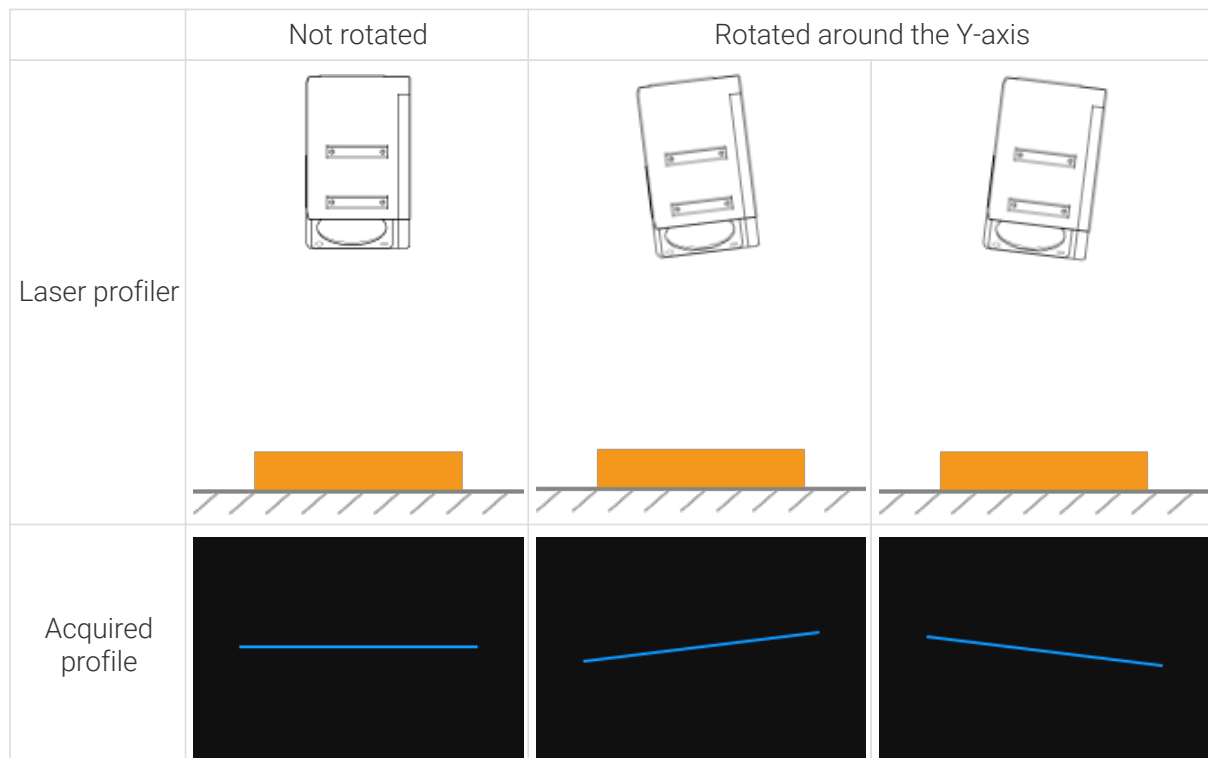 Not rotated
Rotated around the Y-axis
Laser profiler
Acquired
profile